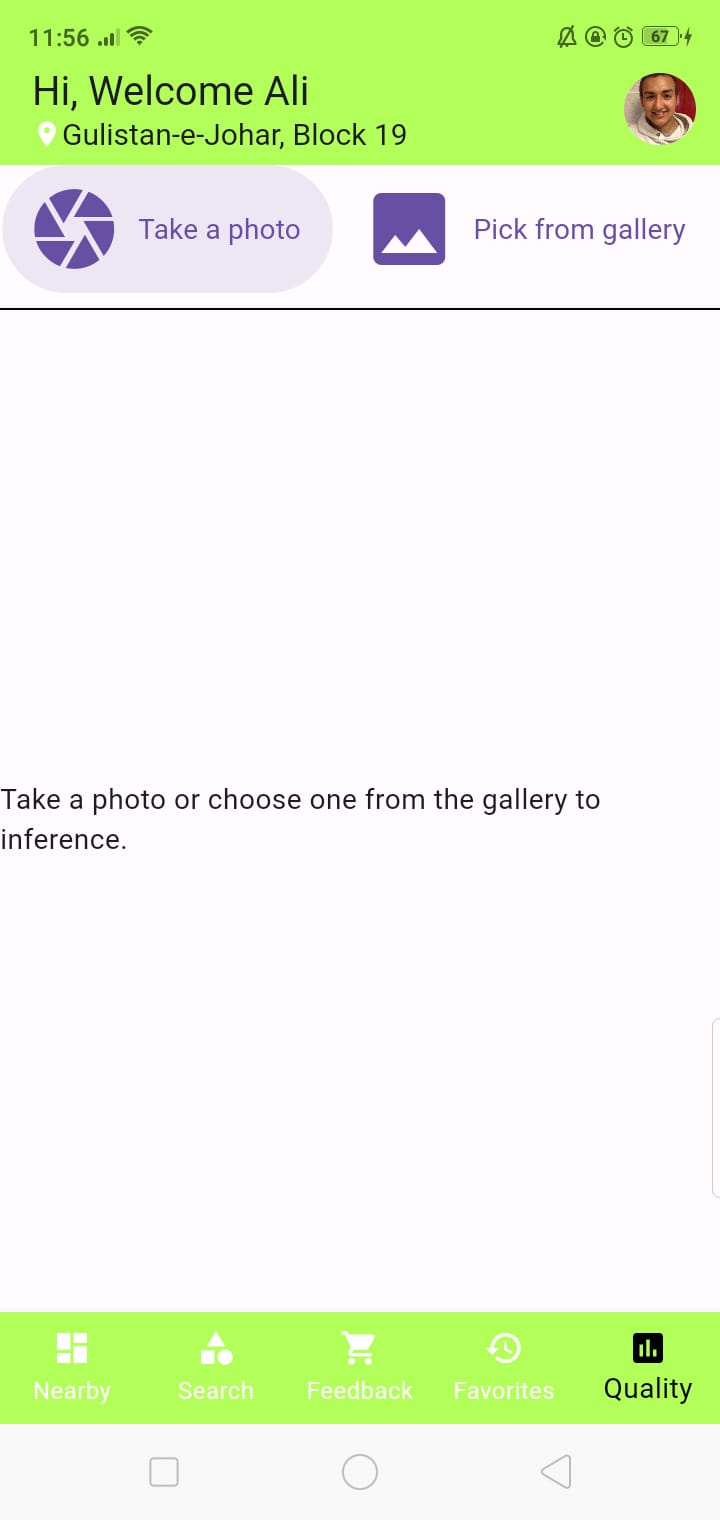 11:56
67
Hi, Welcome Ali
Gulistan-e-Johar, Block 19
Take a photo
Pick from gallery
Take a photo or choose one from the gallery to
inference.
Nearby
Search
Feedback
Favorites
Quality